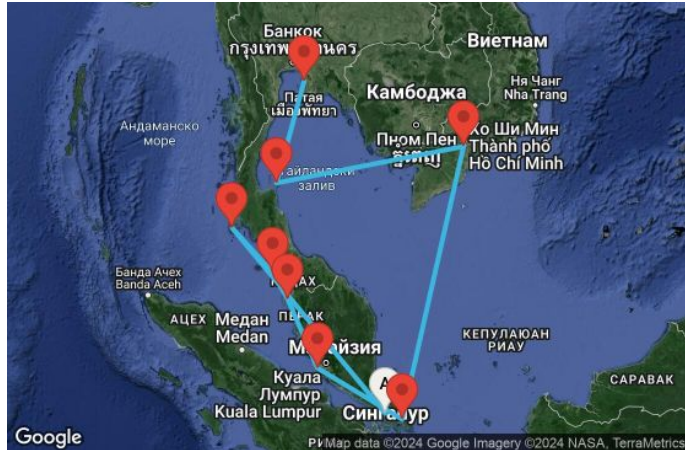 Банкок
กรุงเทพมหานคร
Виетнам
Патая
เมืองพัทยา
Камбоджа
Ня Чанг
Nha Trang
Андаманско
море
Пном Пен
Хо Ши Мин
Thành phố
Hồ Chí Minh
Тайландски
залив
Банда Ачех
Banda Aceh
КЕДАХ
АЦЕХ
Медан
Medan
ПЕРАК
Малайзия
КЕПУЛАЮАН
РИАУ
A
Куала
Лумпур
Kuala Lumpur
Сингапур
САРАВАК
Google
Map data ©2024 Google Imagery ©2024 NASA, TerraMetrics